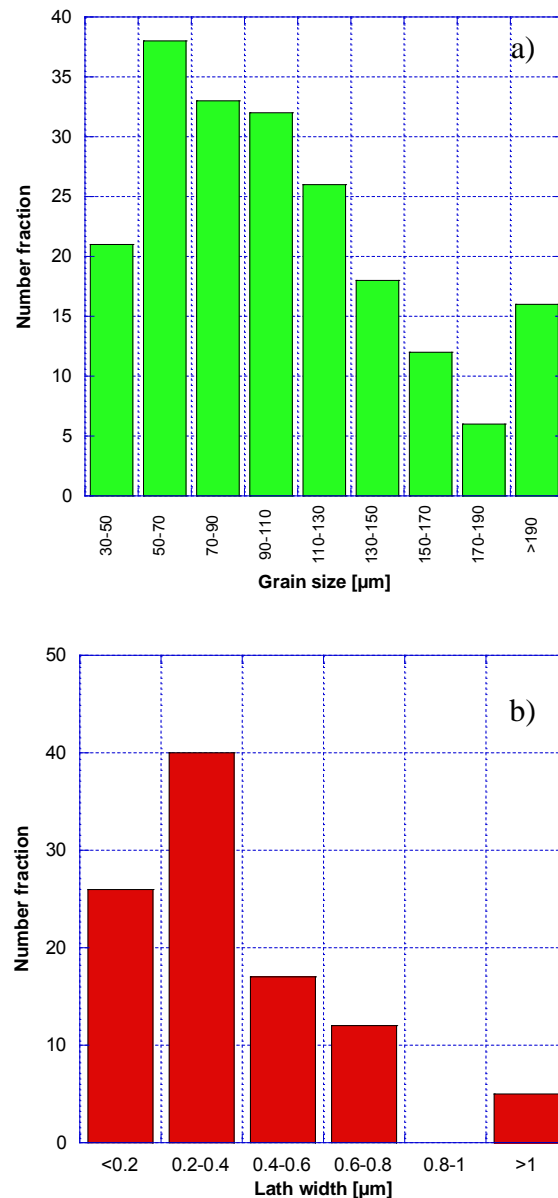 a)
40
35
30
25
20
15
10
5
0
Number fraction
30-50 50-70 70-90 90-110 110-130 130-150 150-170 170-190 >190
Grain size [µm]
b)
50
40
30
20
10
0
Number fraction
<0.2 0.2-0.4 0.4-0.6 0.6-0.8 0.8-1 >1
Lath width [µm]